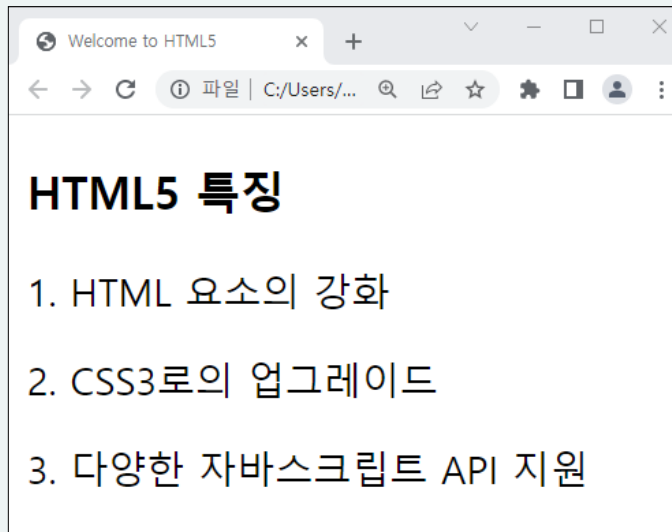 Welcome to HTML5
파일 | C:/Users/...
HTML5 특징
1. HTML 요소의 강화
2. CSS3로의 업그레이드
3. 다양한 자바스크립트 API 지원